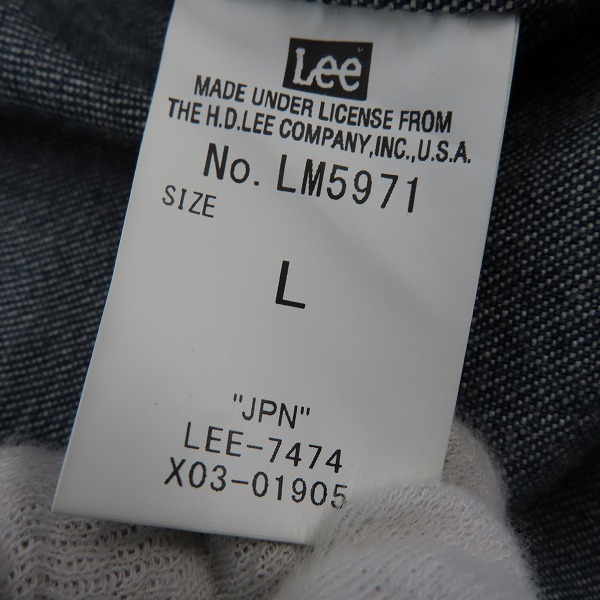 Lee
MADE UNDER LICENSE FROM
THE H.D.LEE COMPANY,INC.,U.S.A.
No. LM5971
SIZE
L
"JPN"
LEE-7474
X03-01905